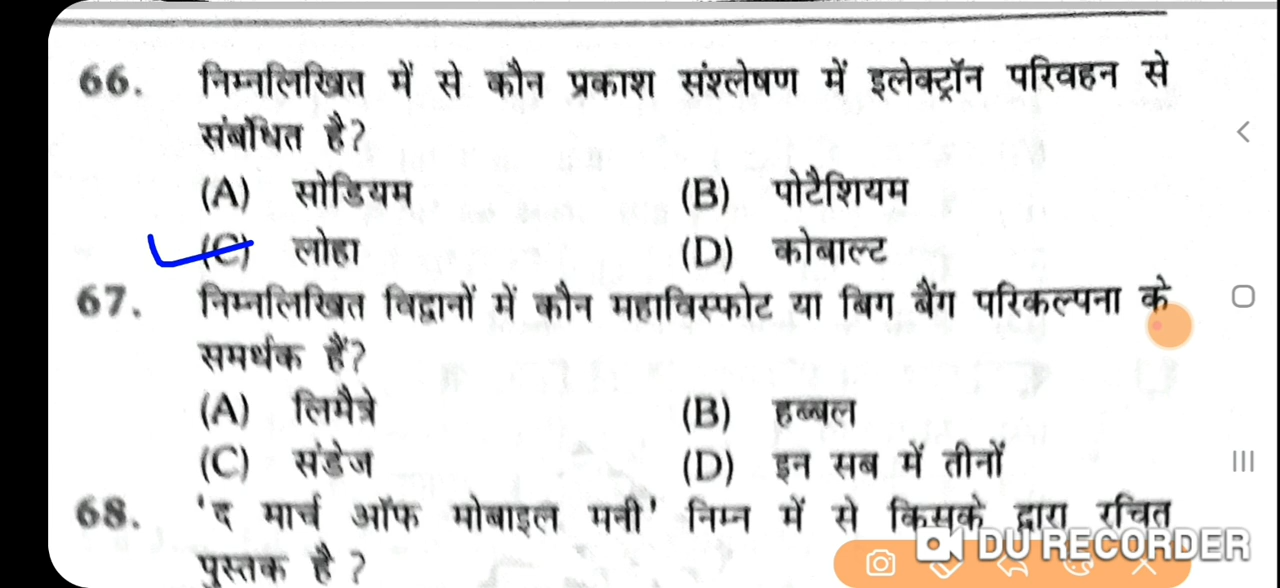 66. निम्नलिखित में से कौन प्रकाश संश्लेषण में इलेक्ट्रॉन परिवहन से
संबंधित है?
(A) सोडियम (B) पोटैशियम
(C) लोहा (D) कोबाल्ट
67. निम्नलिखित विद्वानों में कौन महाविस्फोट या बिग बैंग परिकल्पना के
समर्थक हैं?
(A) लिमैत्रे (B) हब्बल
(C) संडेज (D) इन सब में तीनों
68. 'द मार्च ऑफ मोबाइल मनी' निम्न में से किसके द्वारा रचित
पुस्तक है ?
DU RECORDER